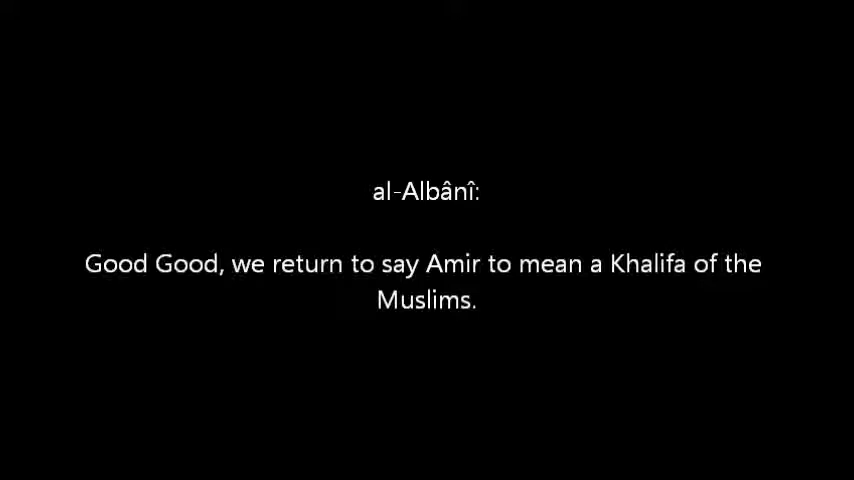 al-Albânî:
Good Good, we return to say Amir to mean a Khalifa of the
Muslims.